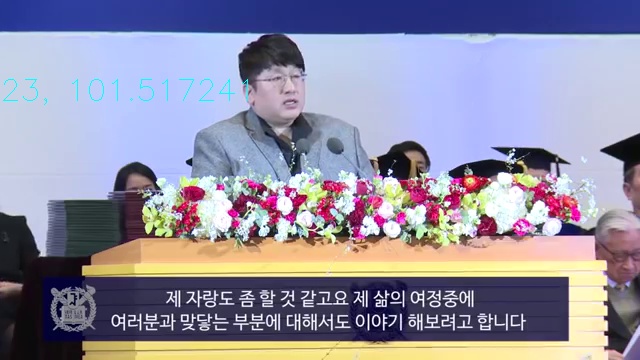 23, 101.517241
제 자랑도 좀 할 것 같고요 제 삶의 여정중에
여러분과 맞닿는 부분에 대해서도 이야기 해보려고 합니다